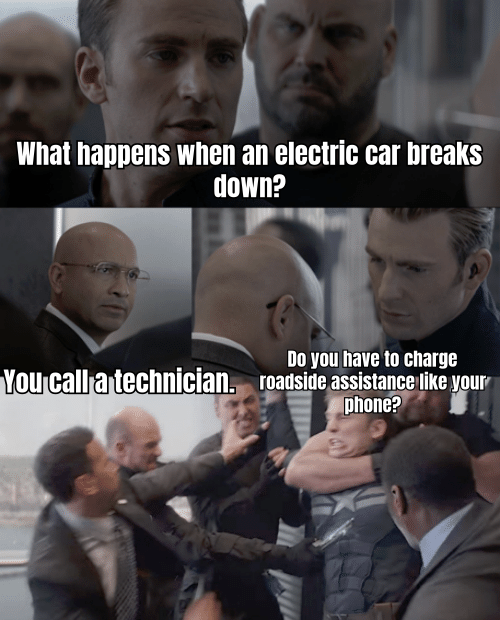 What happens when an electric car breaks
down?
You call a technician.
Do you have to charge
roadside assistance like your
phone?